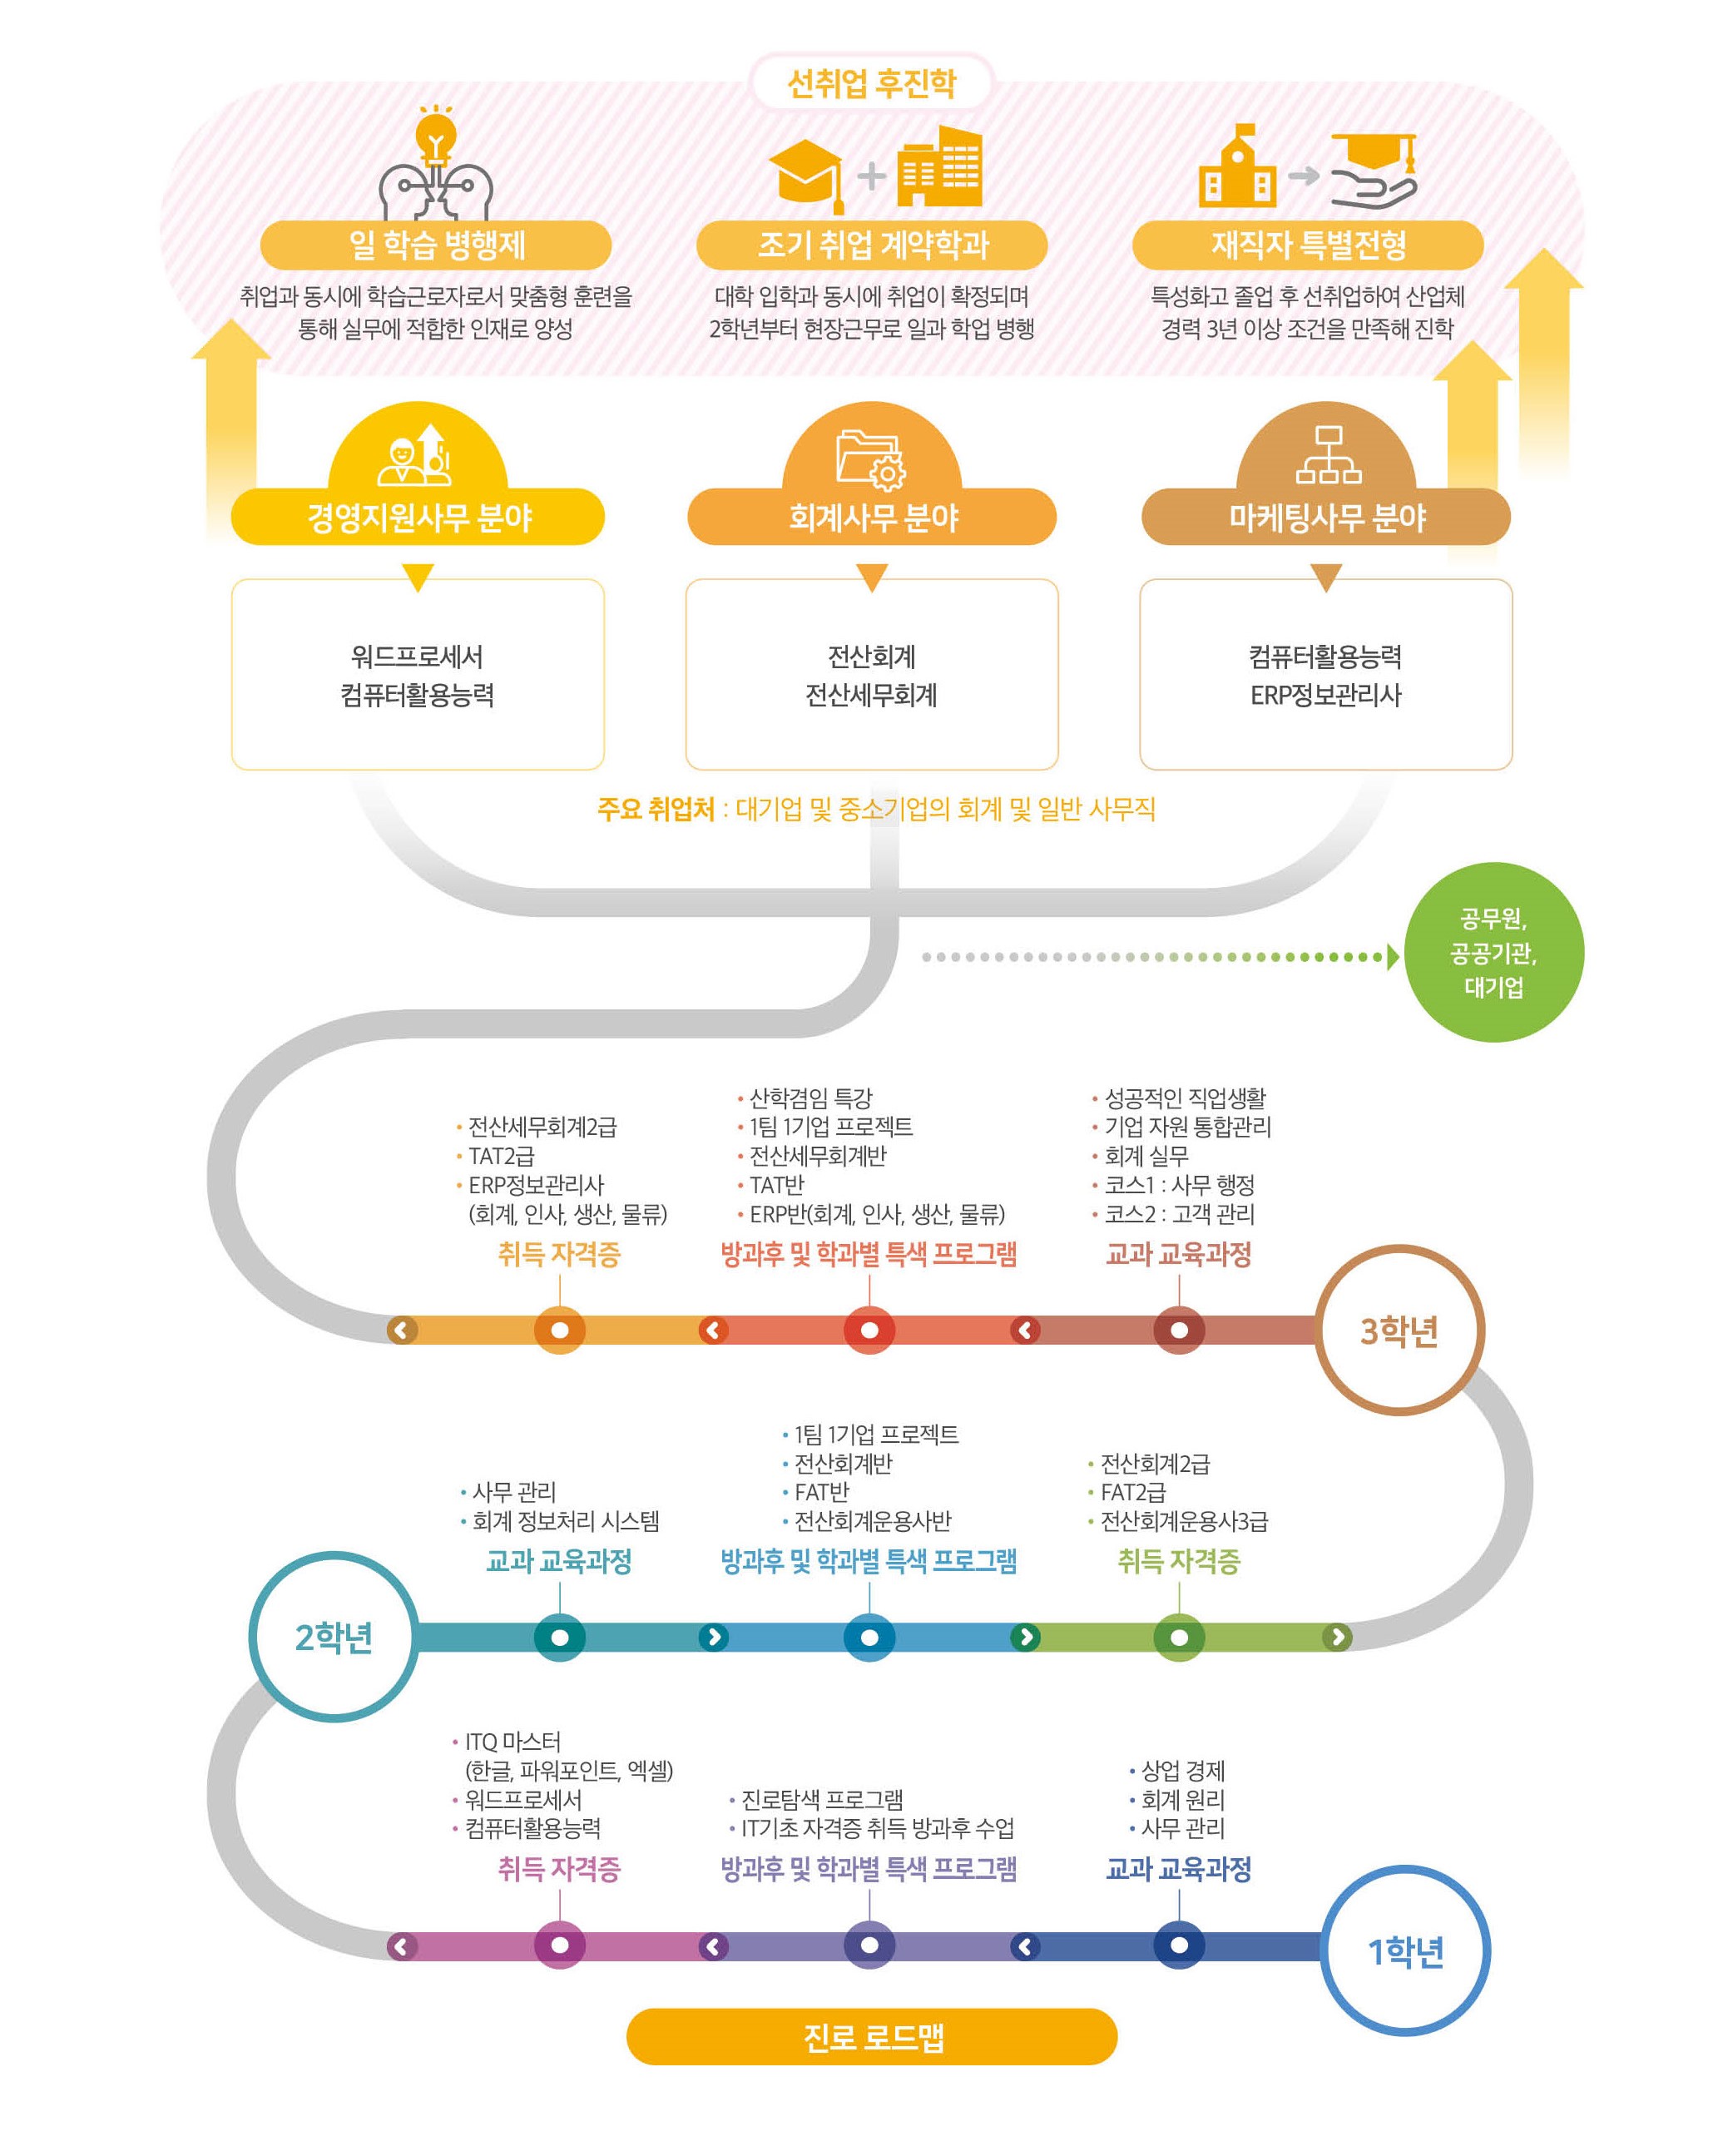 선취업 후진학
일 학습 병행제
취업과 동시에 학습근로자로서 맞춤형 훈련을
통해 실무에 적합한 인재로 양성
조기 취업 계약학과
대학 입학과 동시에 취업이 확정되며
2학년부터 현장근무로 일과 학업 병행
재직자 특별전형
특성화고 졸업 후 선취업하여 산업체
경력 3년 이상 조건을 만족해 진학
경영지원사무 분야
워드프로세서
컴퓨터활용능력
회계사무 분야
전산회계
전산세무회계
마케팅사무 분야
컴퓨터활용능력
ERP정보관리사
주요 취업처 : 대기업 및 중소기업의 회계 및 일반 사무직
공무원,
공공기관,
대기업
• 전산세무회계2급
• TAT2급
• ERP정보관리사
(회계, 인사, 생산, 물류)
취득 자격증
• 산학겸임 특강
• 1팀 1기업 프로젝트
• 전산세무회계반
• TAT반
• ERP반(회계, 인사, 생산, 물류)
방과후 및 학과별 특색 프로그램
• 성공적인 직업생활
• 기업 자원 통합관리
• 회계 실무
• 코스1 : 사무 행정
• 코스2 : 고객 관리
교과 교육과정
3학년
• 사무 관리
• 회계 정보처리 시스템
교과 교육과정
• 1팀 1기업 프로젝트
• 전산회계반
• FAT반
• 전산회계운용사반
방과후 및 학과별 특색 프로그램
• 전산회계2급
• FAT2급
• 전산회계운용사3급
취득 자격증
2학년
• ITQ 마스터
(한글, 파워포인트, 엑셀)
• 워드프로세서
• 컴퓨터활용능력
취득 자격증
• 진로탐색 프로그램
• IT기초 자격증 취득 방과후 수업
방과후 및 학과별 특색 프로그램
• 상업 경제
• 회계 원리
• 사무 관리
교과 교육과정
1학년
진로 로드맵